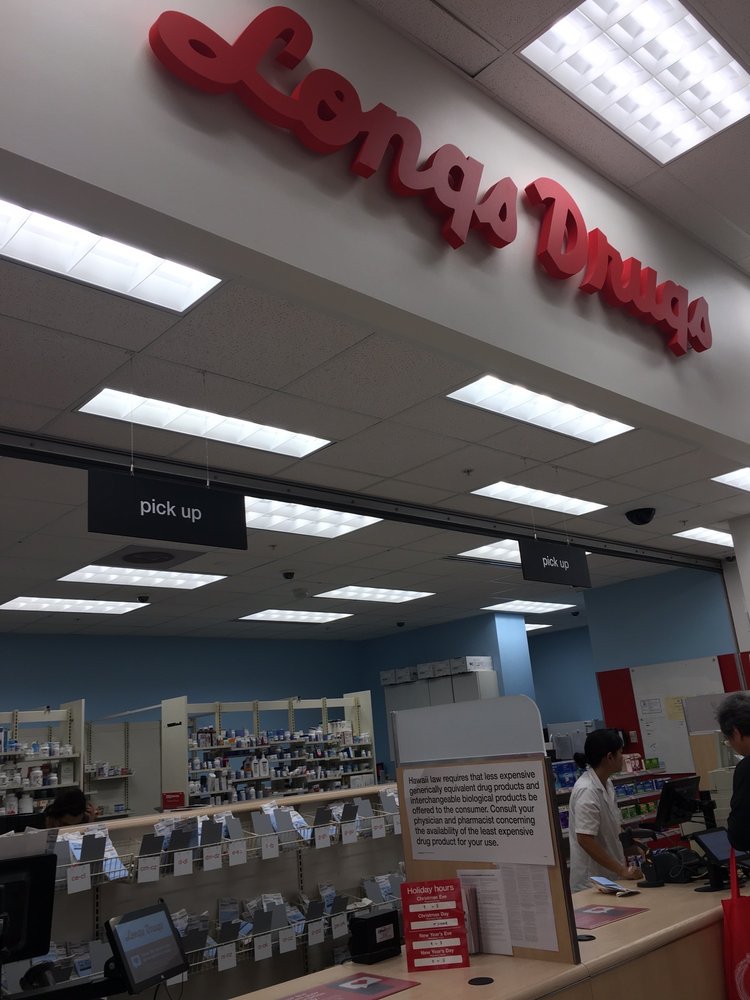 Longs Drugs
pick up
pick up
Hawaii law requires that less expensive
generically equivalent drug products and
interchangeable biological products be
offered to the consumer. Consult your
physician and pharmacist concerning
the availability of the least expensive
drug product for your use.
Holiday hours
Christmas Eve
Christmas Day
New Year's Eve
New Year's Day
Longs Drugs